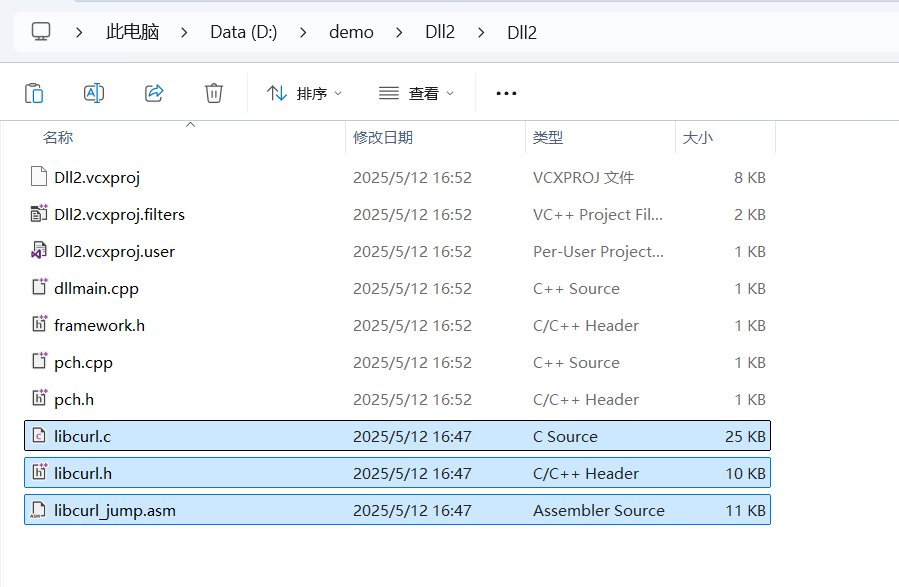 此电脑 > Data (D:) > demo > Dll2 > Dll2
排序 查看 ...
名称 修改日期 类型 大小
Dll2.vcxproj 2025/5/12 16:52 VCXPROJ 文件 8 KB
Dll2.vcxproj.filters 2025/5/12 16:52 VC++ Project Fil... 2 KB
Dll2.vcxproj.user 2025/5/12 16:52 Per-User Project... 1 KB
dllmain.cpp 2025/5/12 16:52 C++ Source 1 KB
framework.h 2025/5/12 16:52 C/C++ Header 1 KB
pch.cpp 2025/5/12 16:52 C++ Source 1 KB
pch.h 2025/5/12 16:52 C/C++ Header 1 KB
libcurl.c 2025/5/12 16:47 C Source 25 KB
libcurl.h 2025/5/12 16:47 C/C++ Header 10 KB
libcurl_jump.asm 2025/5/12 16:47 Assembler Source 11 KB